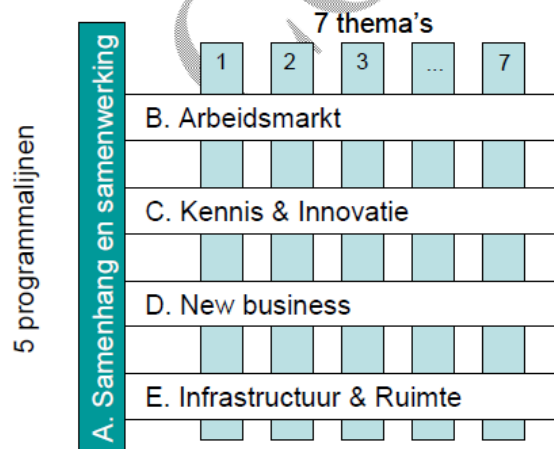 7 thema's
1 2 3 ... 7
5 programmalijnen
A. Samenhang en samenwerking
B. Arbeidsmarkt
C. Kennis & Innovatie
D. New business
E. Infrastructuur & Ruimte